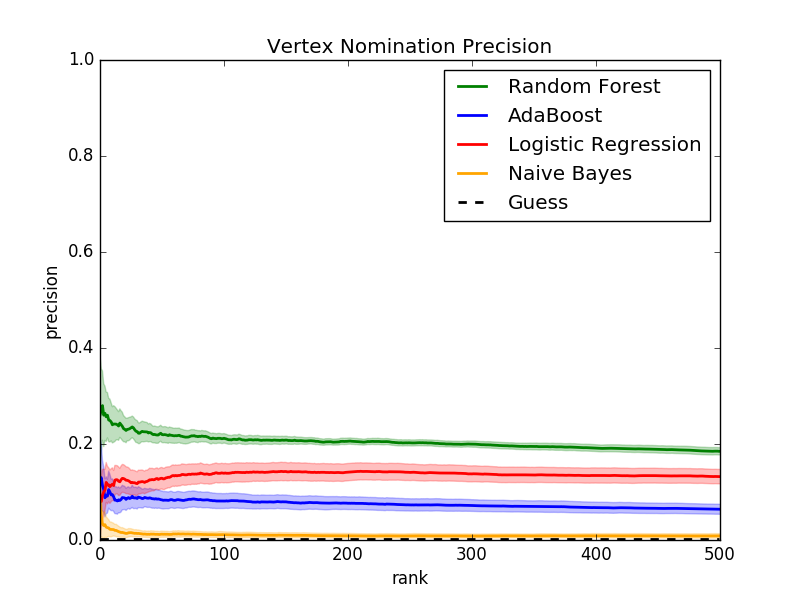 Vertex Nomination Precision
1.0
0.8
0.6
0.4
0.2
0.0
precision
Random Forest
AdaBoost
Logistic Regression
Naive Bayes
Guess
0 100 200 300 400 500
rank